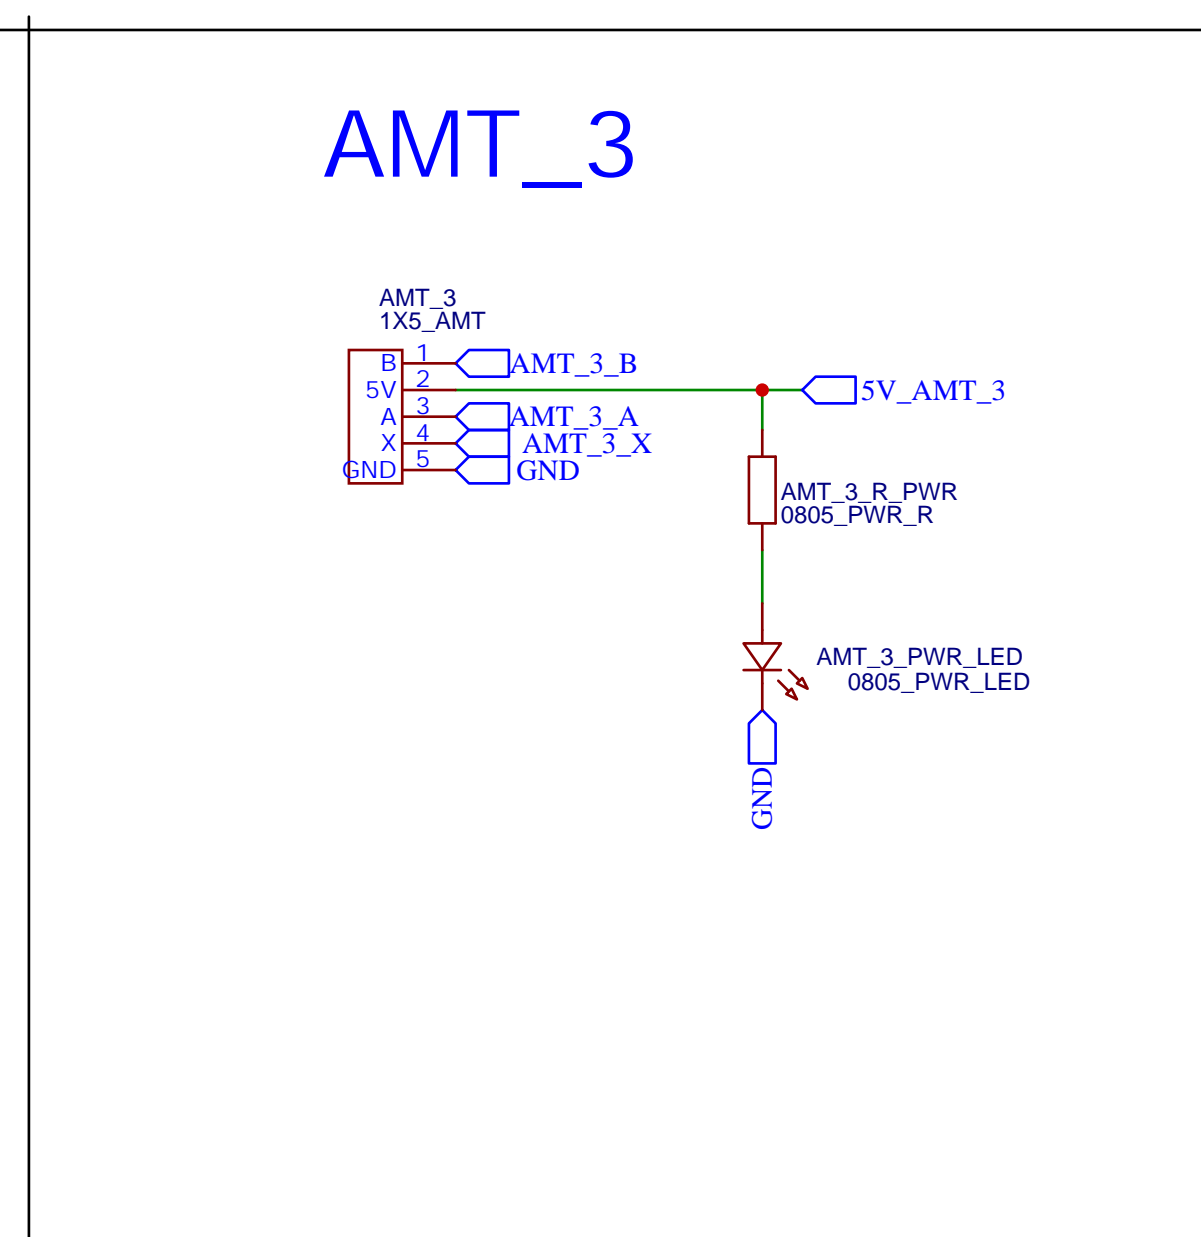 AMT_3
AMT_3
1X5_AMT
B 1 AMT_3_B
5V 2 5V_AMT_3
A 3 AMT_3_A
X 4 AMT_3_X
GND 5 GND
AMT_3_R_PWR
0805_PWR_R
AMT_3_PWR_LED
0805_PWR_LED
GND